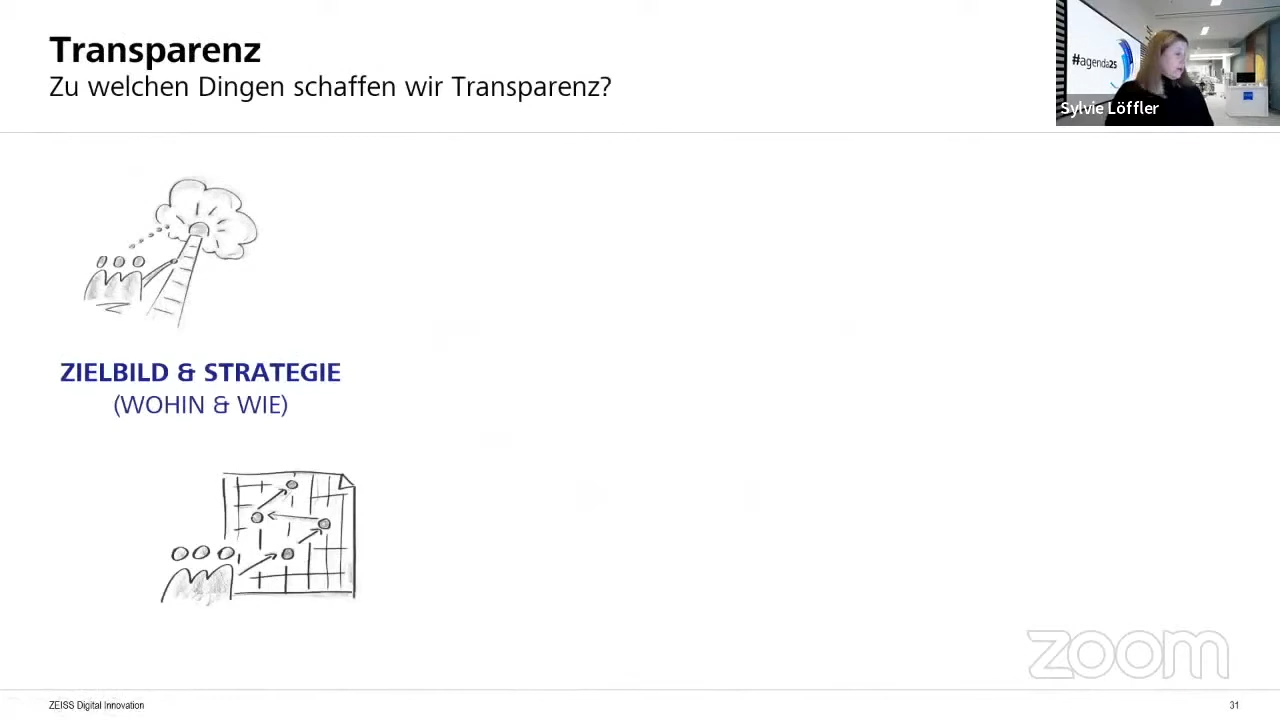 Transparenz
Zu welchen Dingen schaffen wir Transparenz?
#agenda25
Sylvie Löffler
ZIELBILD & STRATEGIE
(WOHIN & WIE)
zoom
ZEISS Digital Innovation
31